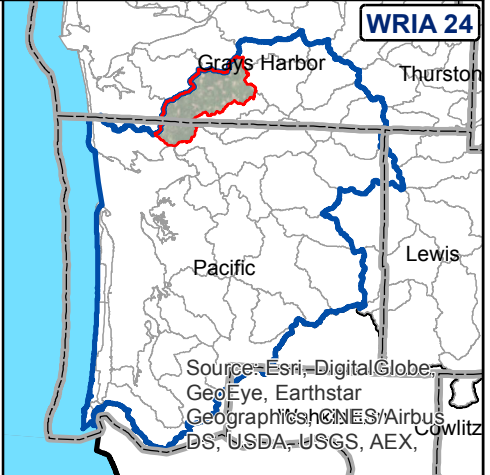 WRIA 24
Grays Harbor
Thurston
Pacific
Lewis
Source: Esri, DigitalGlobe,
GeoEye, Earthstar
Geographics, CNES/Airbus
DS, USDA, USGS, AEX,
Cowlitz